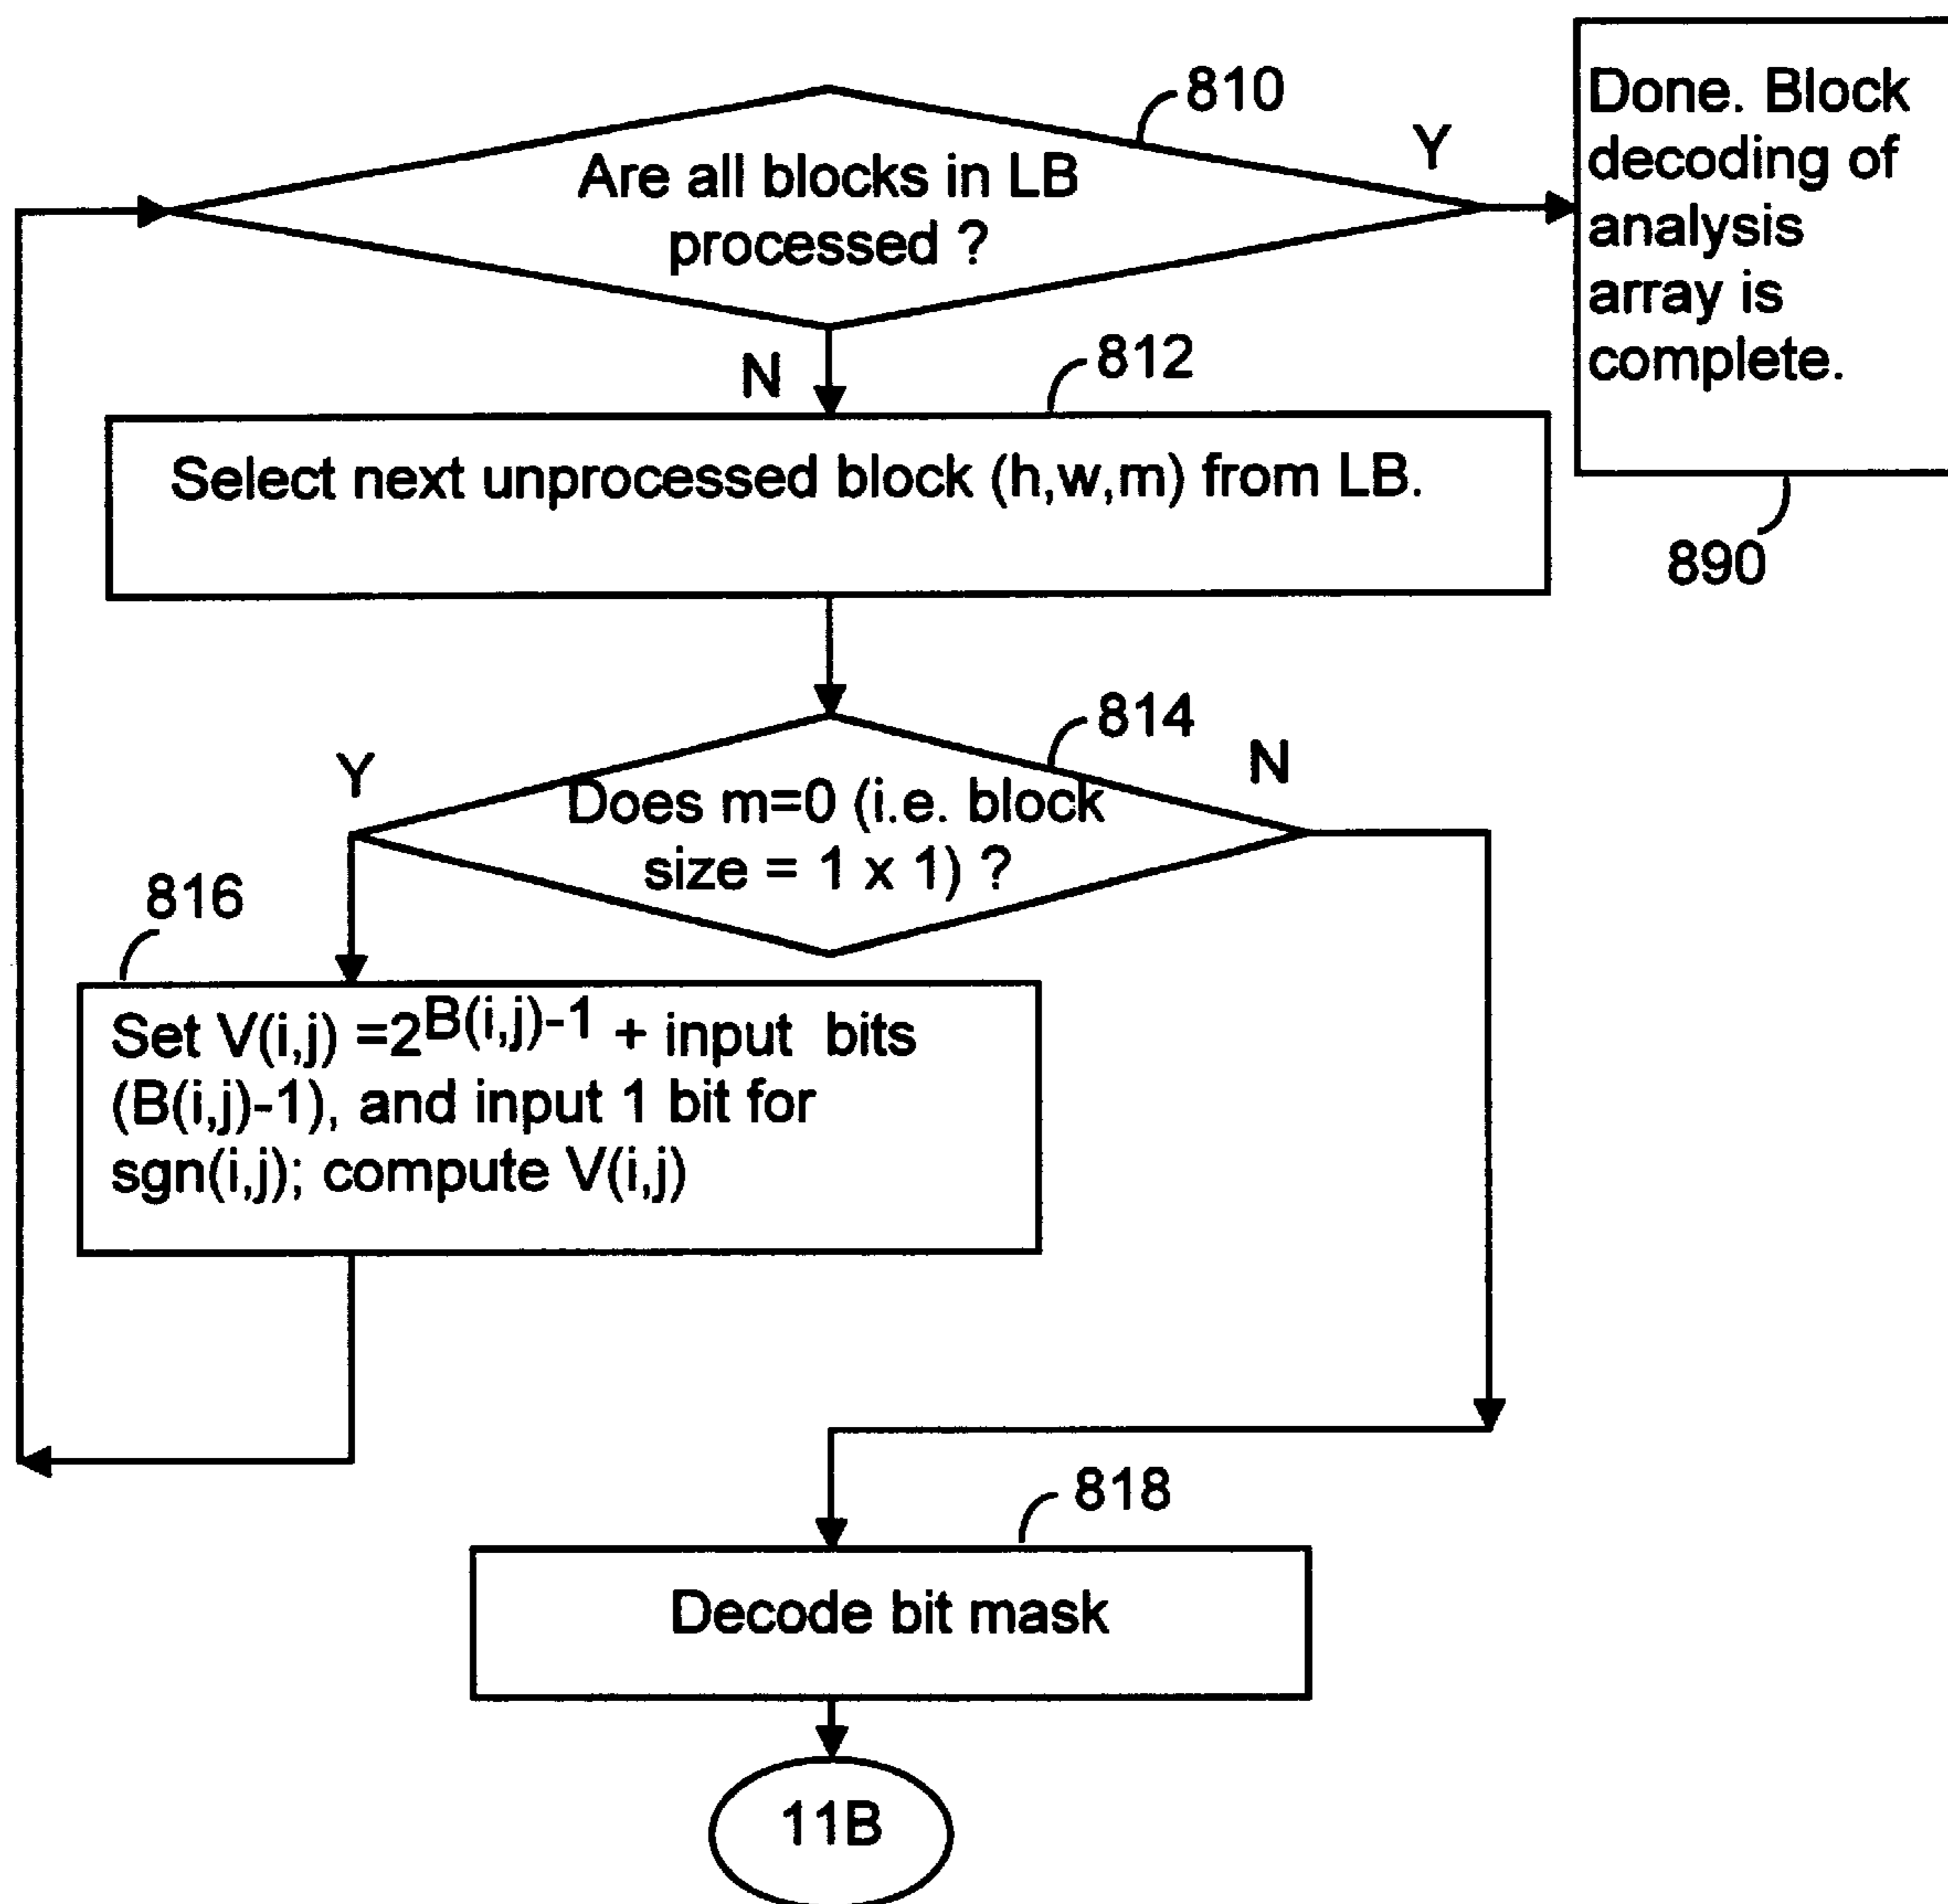 810
Are all blocks in LB
processed ?
Y
Done. Block
decoding of
analysis
array is
complete.
890
N
812
Select next unprocessed block (h,w,m) from LB.
814
Y
N
Does m=0 (i.e. block
size = 1 x 1) ?
816
Set V(i,j) =2^B(i,j)-1 + input bits
(B(i,j)-1), and input 1 bit for
sgn(i,j); compute V(i,j)
818
Decode bit mask
11B